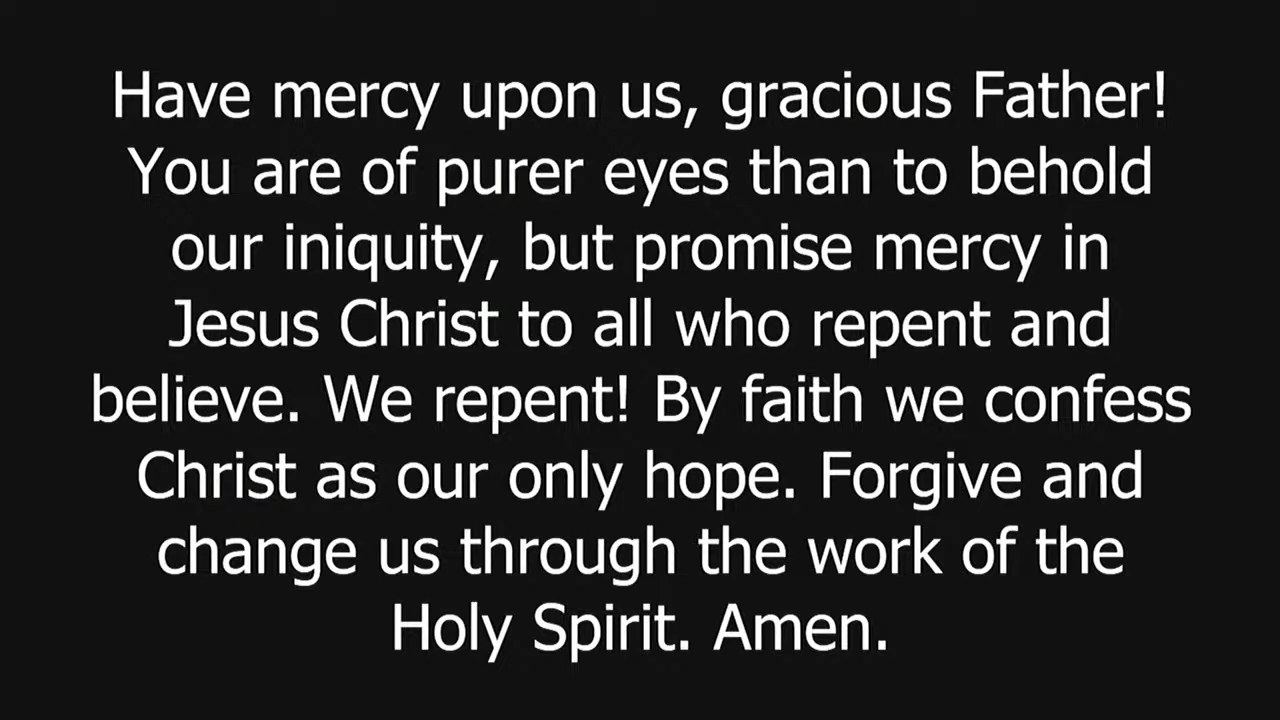 Have mercy upon us, gracious Father!
You are of purer eyes than to behold
our iniquity, but promise mercy in
Jesus Christ to all who repent and
believe. We repent! By faith we confess
Christ as our only hope. Forgive and
change us through the work of the
Holy Spirit. Amen.